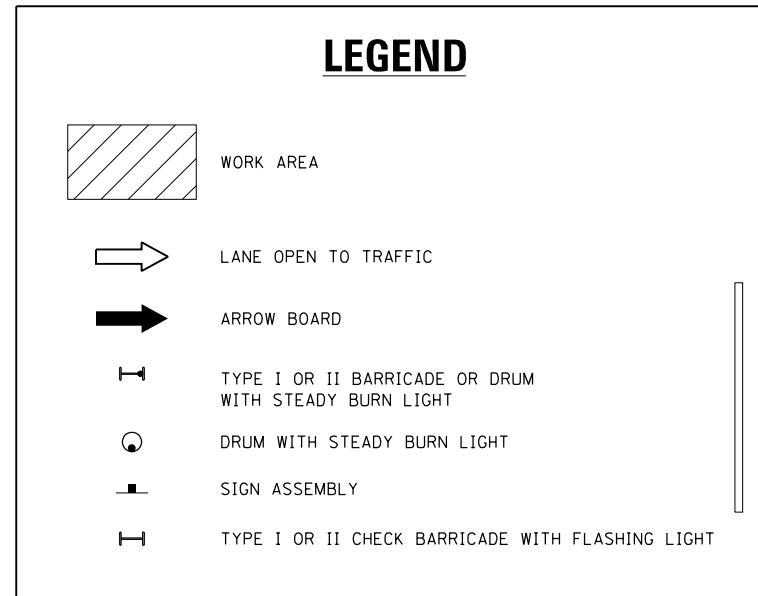 LEGEND
WORK AREA
LANE OPEN TO TRAFFIC
ARROW BOARD
TYPE I OR II BARRICADE OR DRUM
WITH STEADY BURN LIGHT
DRUM WITH STEADY BURN LIGHT
SIGN ASSEMBLY
TYPE I OR II CHECK BARRICADE WITH FLASHING LIGHT